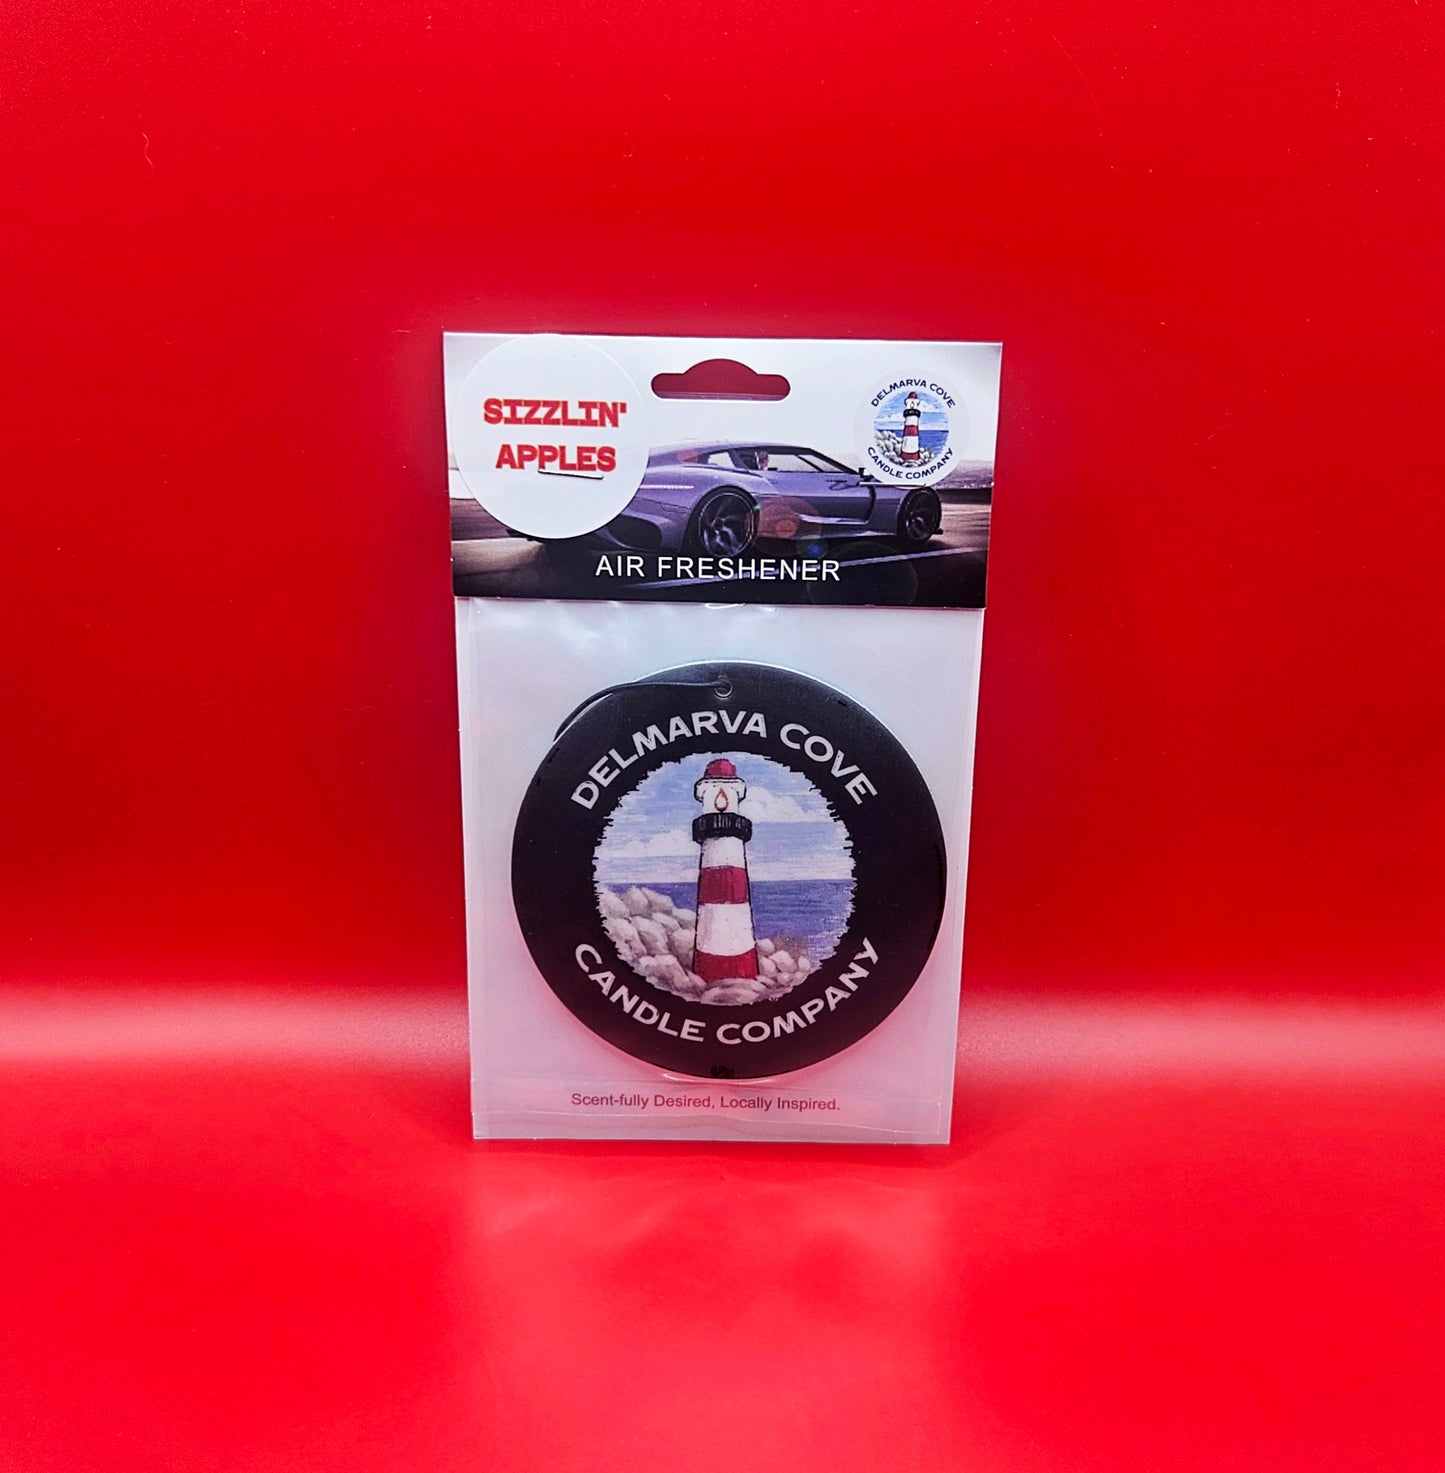 SIZZLIN'
APPLES
DELMARVA COVE
CANDLE COMPANY
AIR FRESHENER
DELMARVA COVE
CANDLE COMPANY
Scent-fully Desired, Locally Inspired.